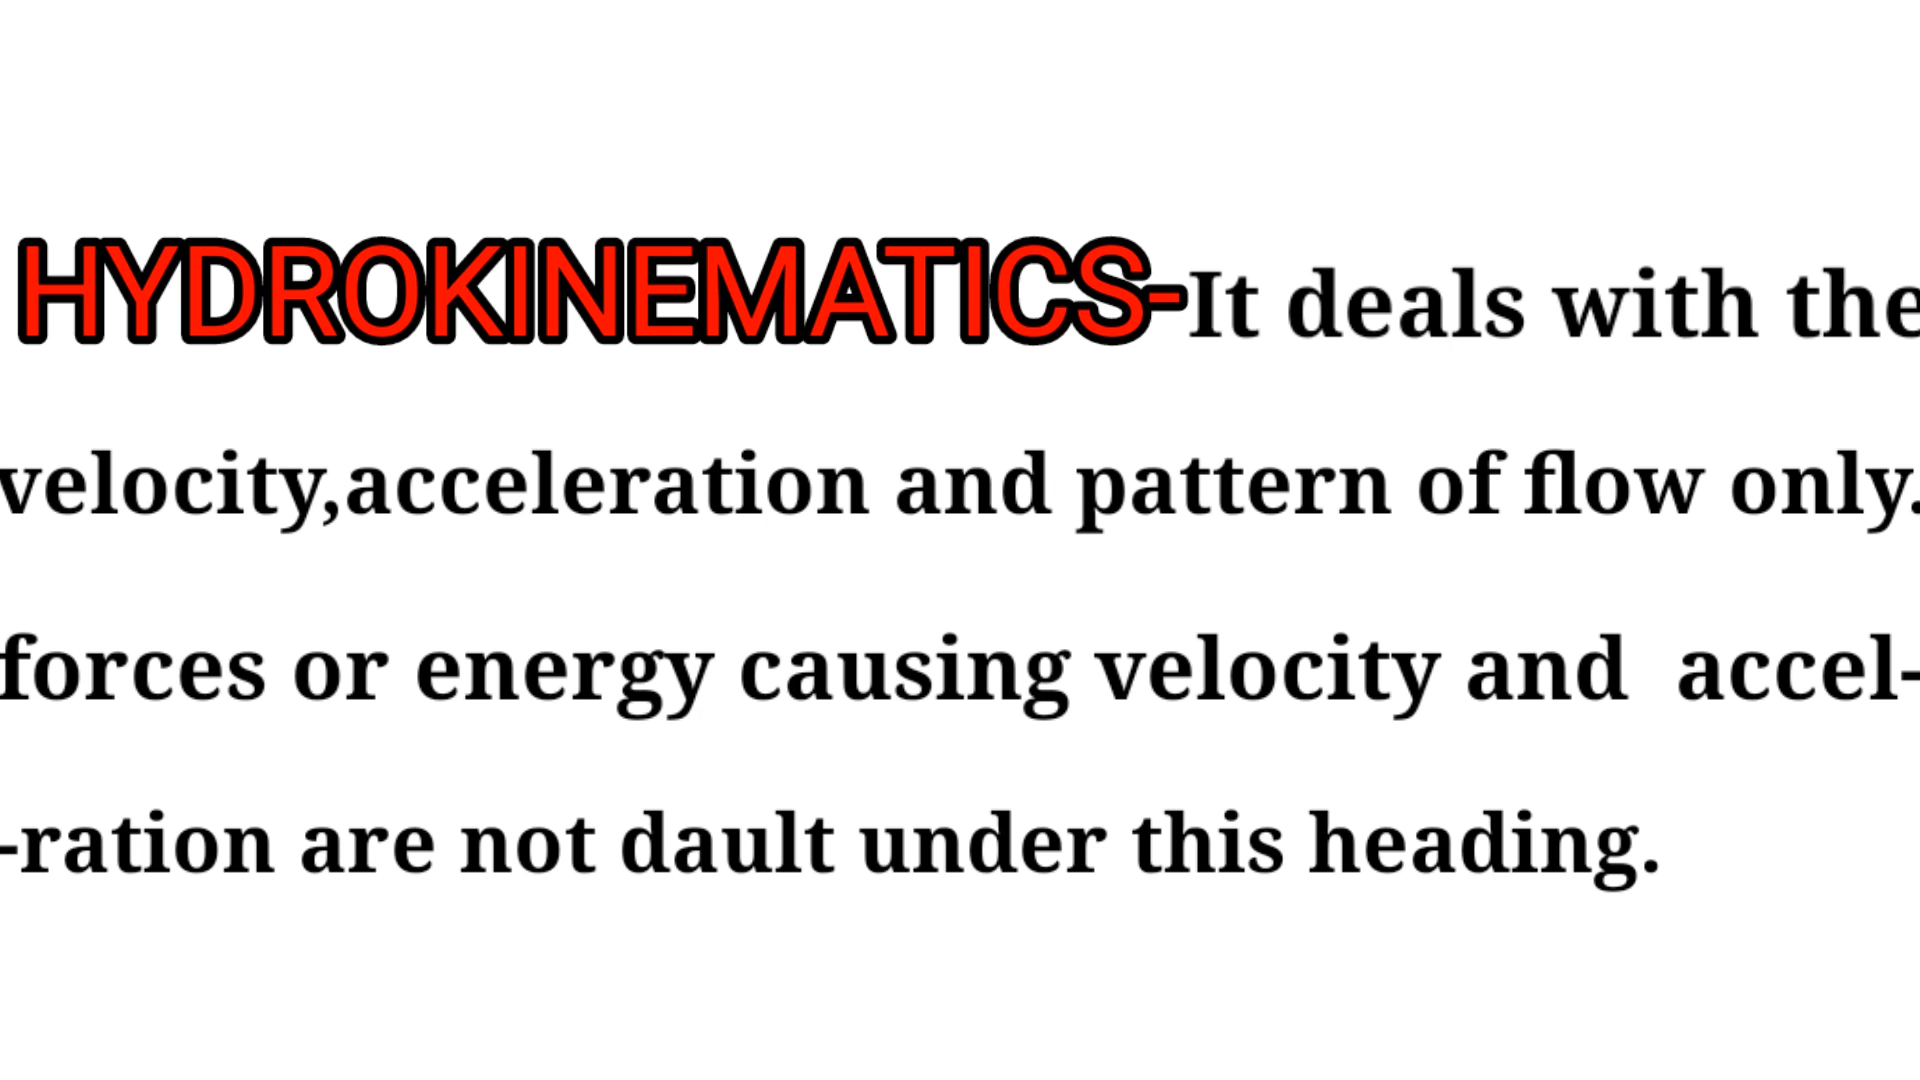 HYDROKINEMATICS-It deals with the
velocity,acceleration and pattern of flow only.
forces or energy causing velocity and  accel-
-ration are not dault under this heading.